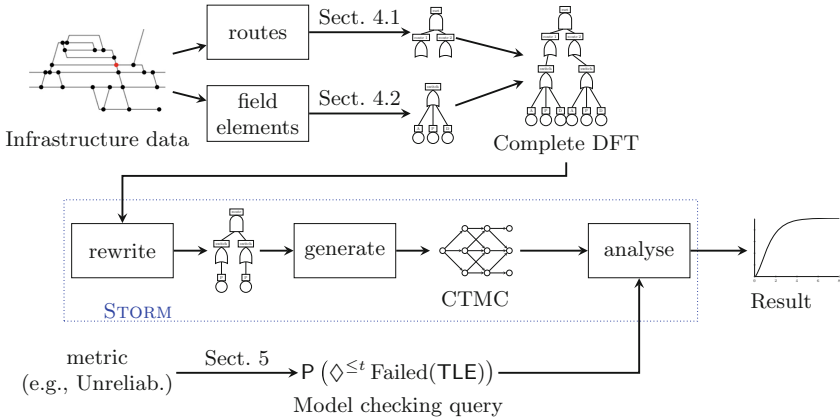 Sect. 4.1
routes
Infrastructure data
Sect. 4.2
field
elements
Complete DFT
rewrite
generate
CTMC
analyse
Result
STORM
metric
(e.g., Unreliab.)
Sect. 5
P (◇≤t Failed(TLE))
Model checking query